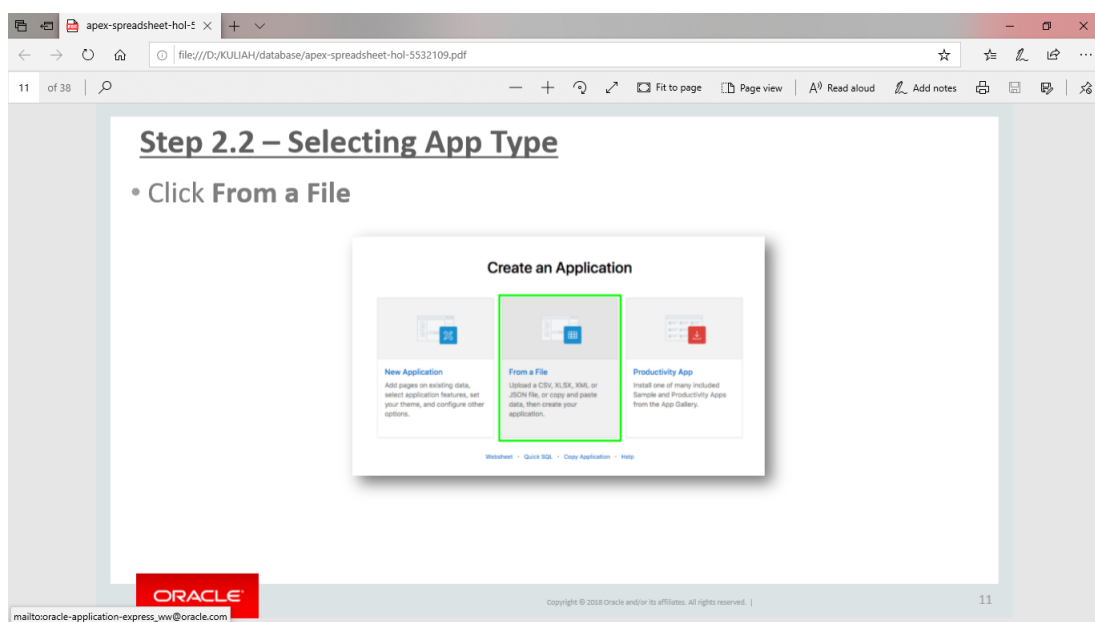 apex-spreadsheet-hol-5
file:///D:/KULIAH/database/apex-spreadsheet-hol-5532109.pdf
11 of 38
Fit to page
Page view
Read aloud
Add notes
Step 2.2 – Selecting App Type
• Click From a File
Create an Application
New Application
Add pages on existing data,
select application features, set
your theme, and configure other
options.
From a File
Upload a CSV, XLSX, XML, or
JSON file, or copy and paste
data, then create your
application.
Productivity App
Install one of many included
Sample and Productivity Apps
from the App Gallery.
Websheet • Quick SQL • Copy Application • Help
ORACLE
Copyright © 2018 Oracle and/or its affiliates. All rights reserved. |
11
mailto:oracle-application-express_ww@oracle.com